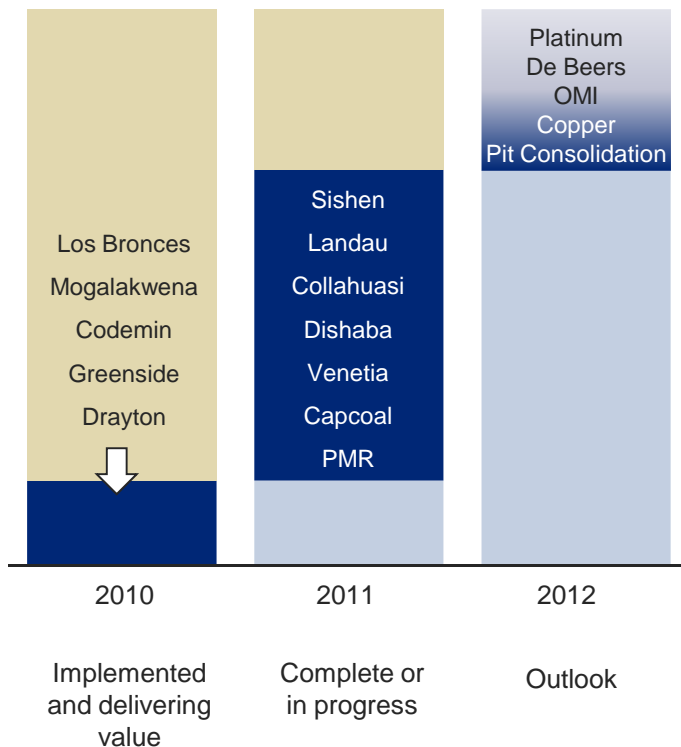 Los Bronces
Mogalakwena
Codemin
Greenside
Drayton
Sishen
Landau
Collahuasi
Dishaba
Venetia
Capcoal
PMR
Platinum
De Beers
OMI
Copper
Pit Consolidation
2010
2011
2012
Implemented
and delivering
value
Complete or
in progress
Outlook